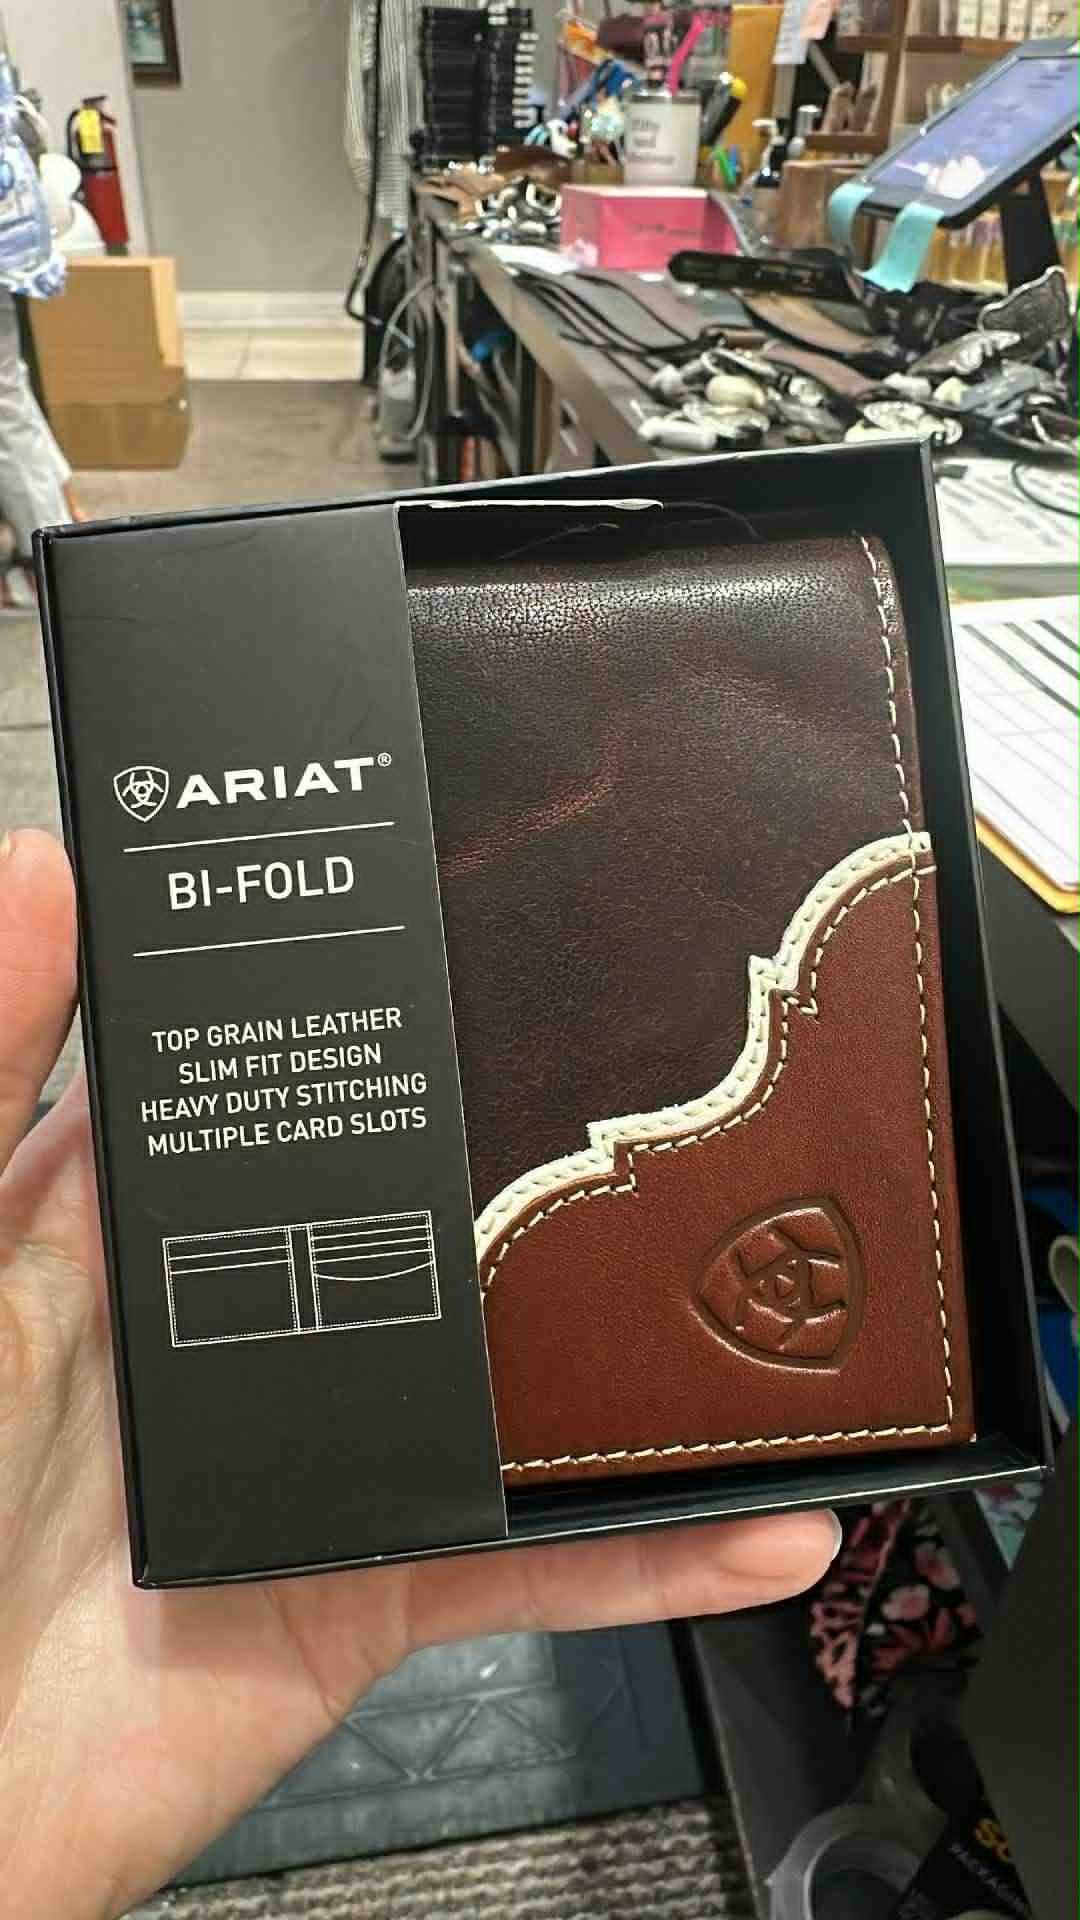 ARIAT®
BI-FOLD
TOP GRAIN LEATHER
SLIM FIT DESIGN
HEAVY DUTY STITCHING
MULTIPLE CARD SLOTS